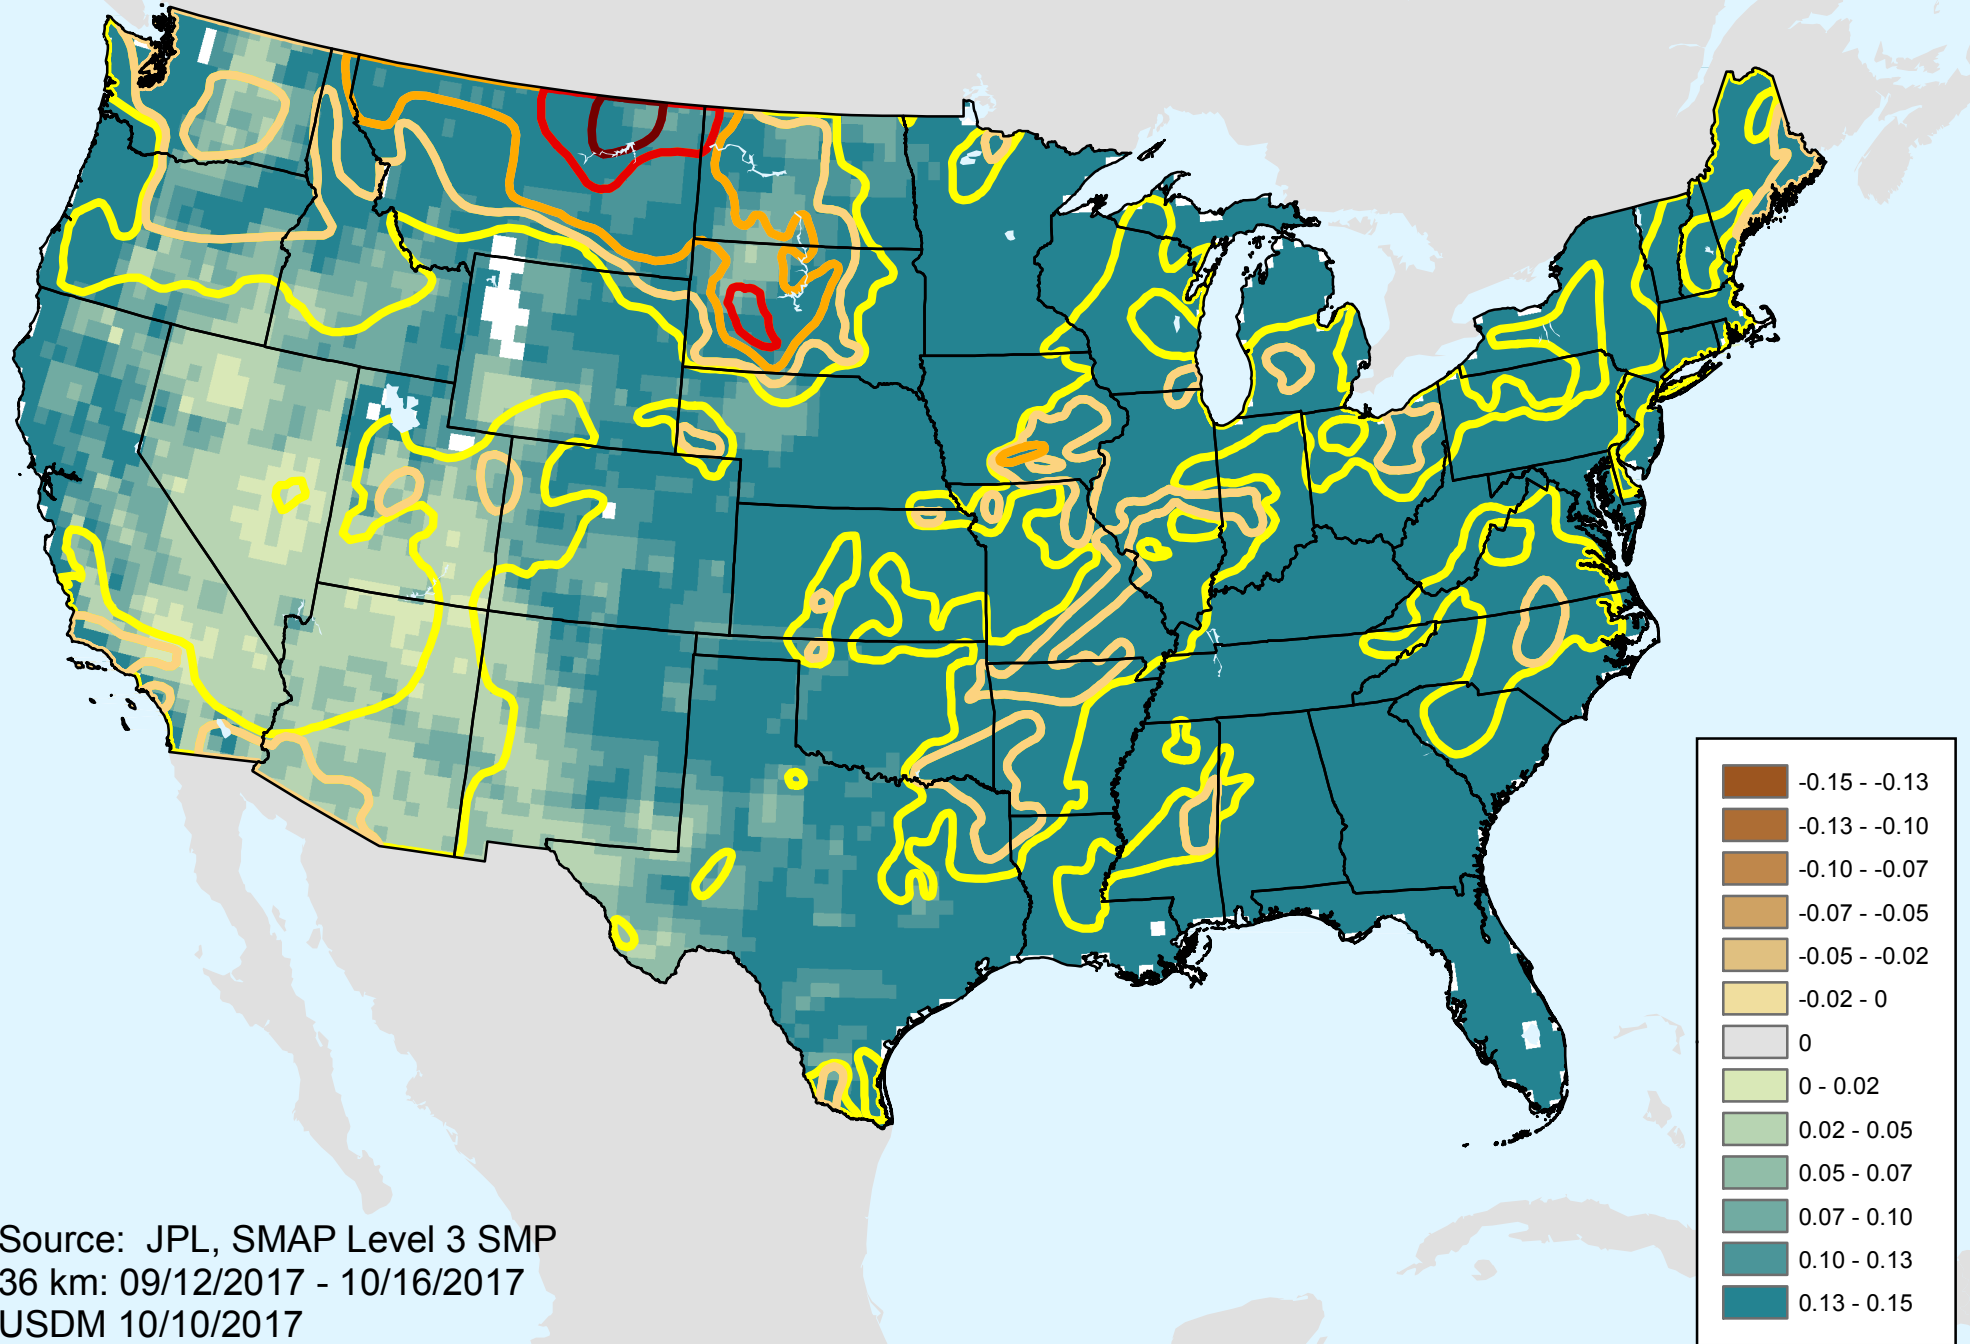 -0.15 - -0.13
-0.13 - -0.10
-0.10 - -0.07
-0.07 - -0.05
-0.05 - -0.02
-0.02 - 0
0
0 - 0.02
0.02 - 0.05
0.05 - 0.07
0.07 - 0.10
0.10 - 0.13
0.13 - 0.15
Source: JPL, SMAP Level 3 SMP
36 km: 09/12/2017 - 10/16/2017
USDM 10/10/2017